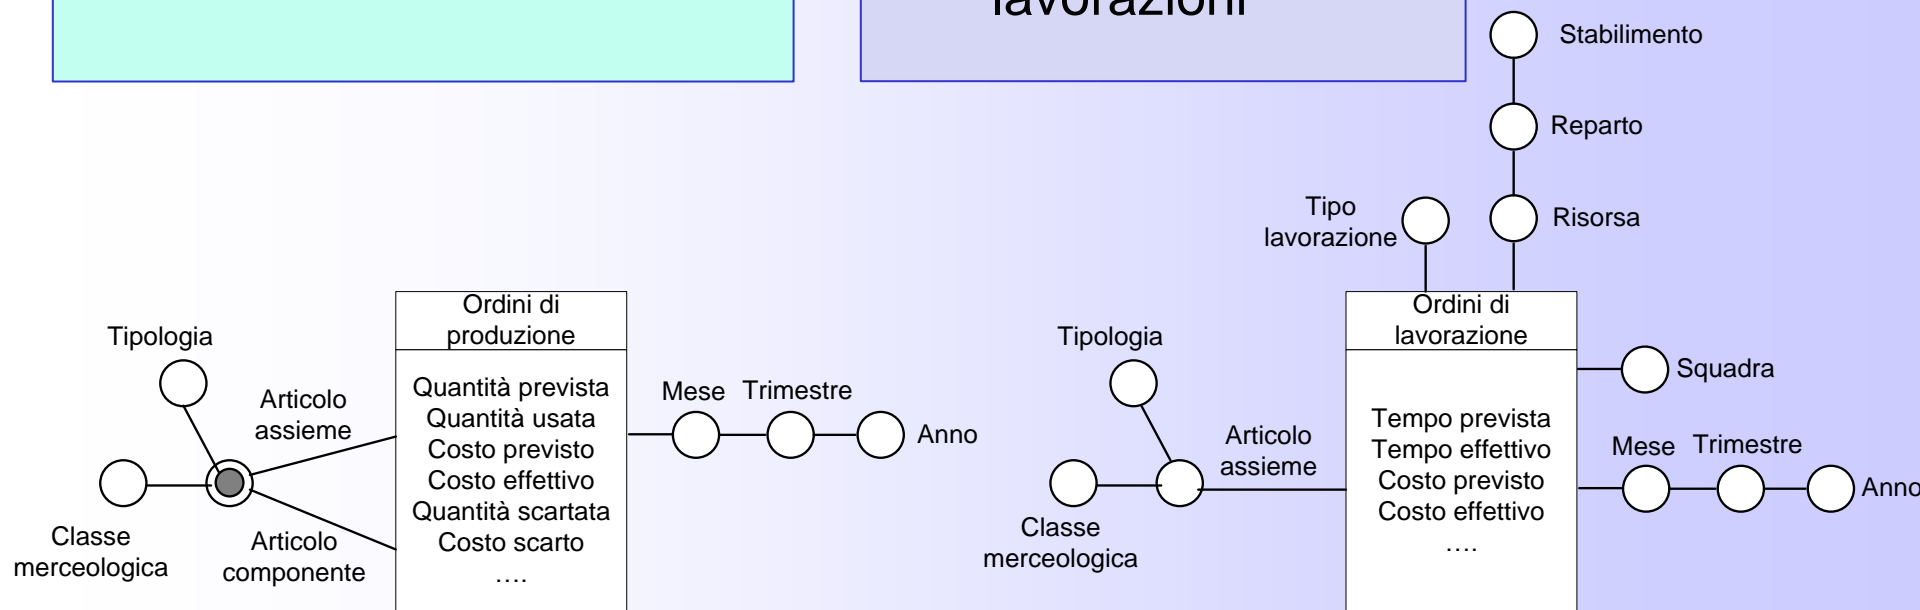 lavorazioni
Stabilimento
Reparto
Risorsa
Tipo
lavorazione
Ordini di
produzione
Tipologia
Articolo
assieme
Quantità prevista
Quantità usata
Costo previsto
Costo effettivo
Quantità scartata
Costo scarto
....
Mese
Trimestre
Anno
Classe
merceologica
Articolo
componente
Ordini di
lavorazione
Tipologia
Articolo
assieme
Tempo prevista
Tempo effettivo
Costo previsto
Costo effettivo
....
Squadra
Mese
Trimestre
Anno
Classe
merceologica